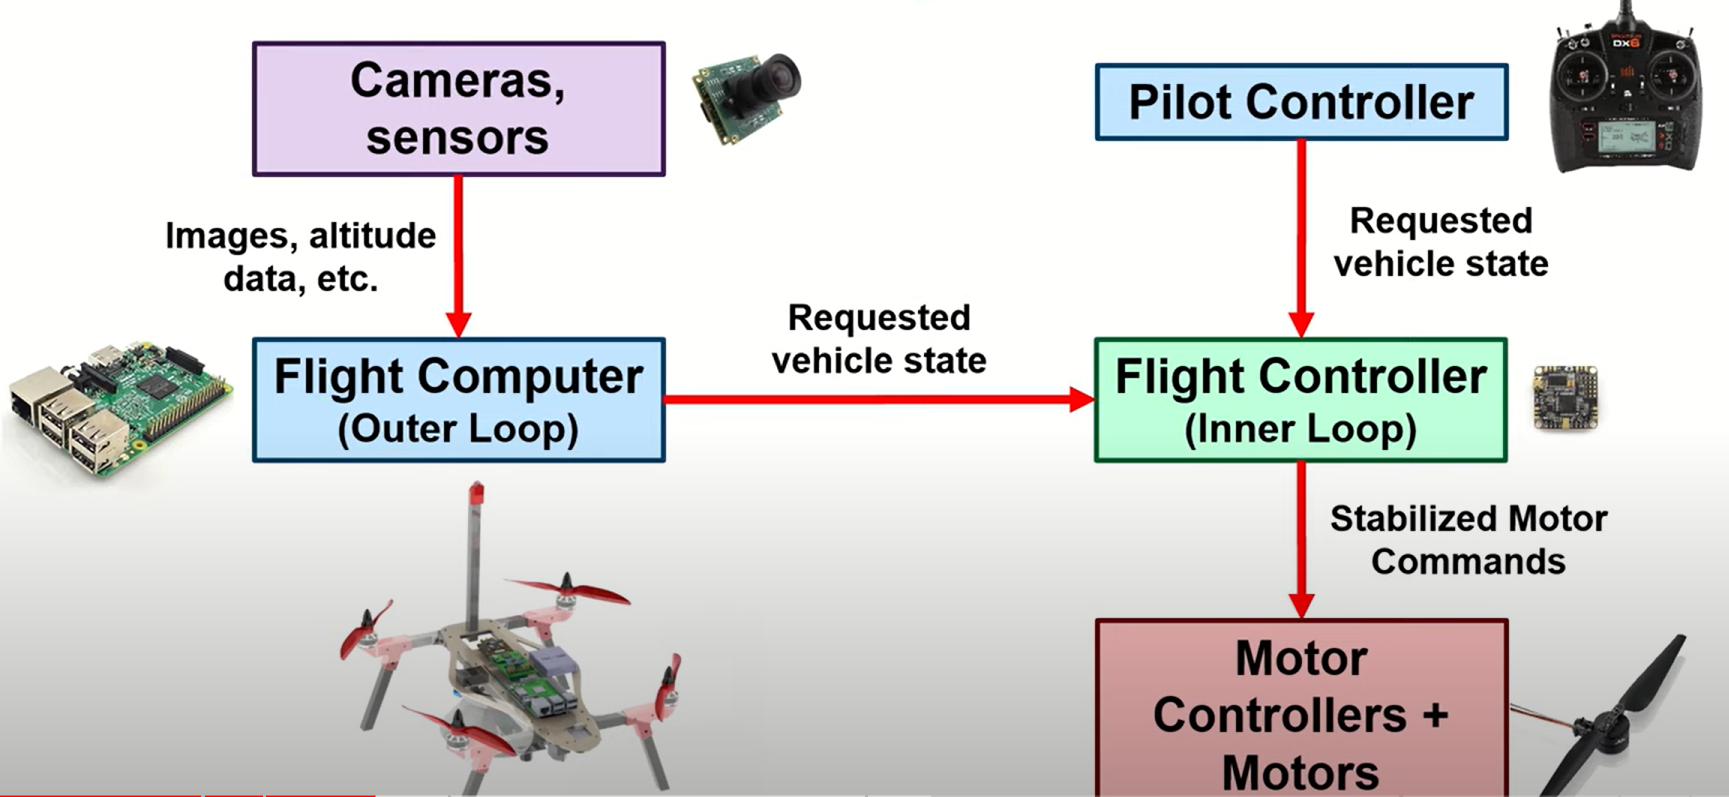 Cameras,
sensors
Pilot Controller
DX6
Images, altitude
data, etc.
Requested
vehicle state
Requested
vehicle state
Flight Computer
(Outer Loop)
Flight Controller
(Inner Loop)
Stabilized Motor
Commands
Motor
Controllers +
Motors